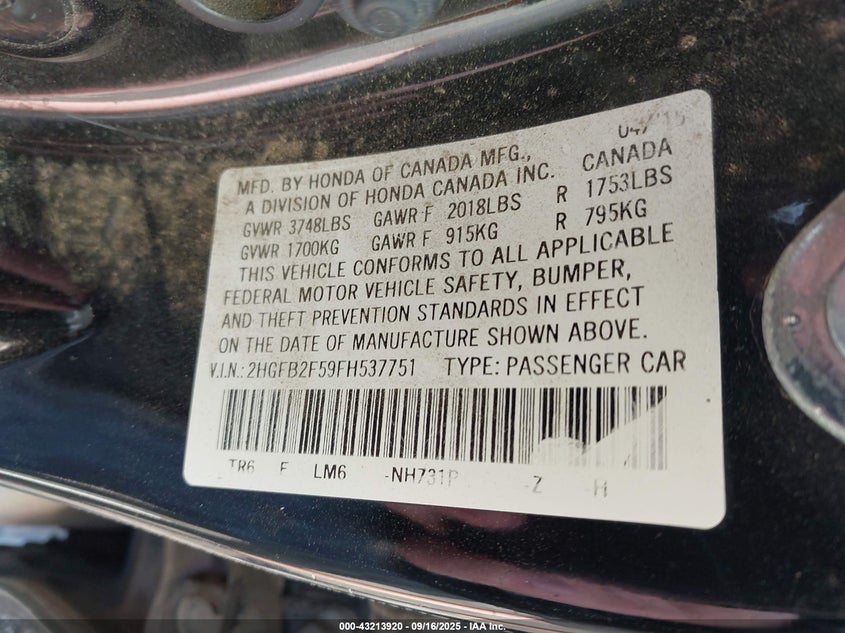 04/15
MFD. BY HONDA OF CANADA MFG., CANADA
A DIVISION OF HONDA CANADA INC.
GVWR 3748LBS GAWR F 2018LBS R 1753LBS
GVWR 1700KG GAWR F 915KG R 795KG
THIS VEHICLE CONFORMS TO ALL APPLICABLE
FEDERAL MOTOR VEHICLE SAFETY, BUMPER,
AND THEFT PREVENTION STANDARDS IN EFFECT
ON THE DATE OF MANUFACTURE SHOWN ABOVE.
V.I.N.: 2HGFB2F59FH537751 TYPE: PASSENGER CAR
TR6 F LM6 -NH731P -Z -H
000-43213920 - 09/16/2025 - IAA Inc.